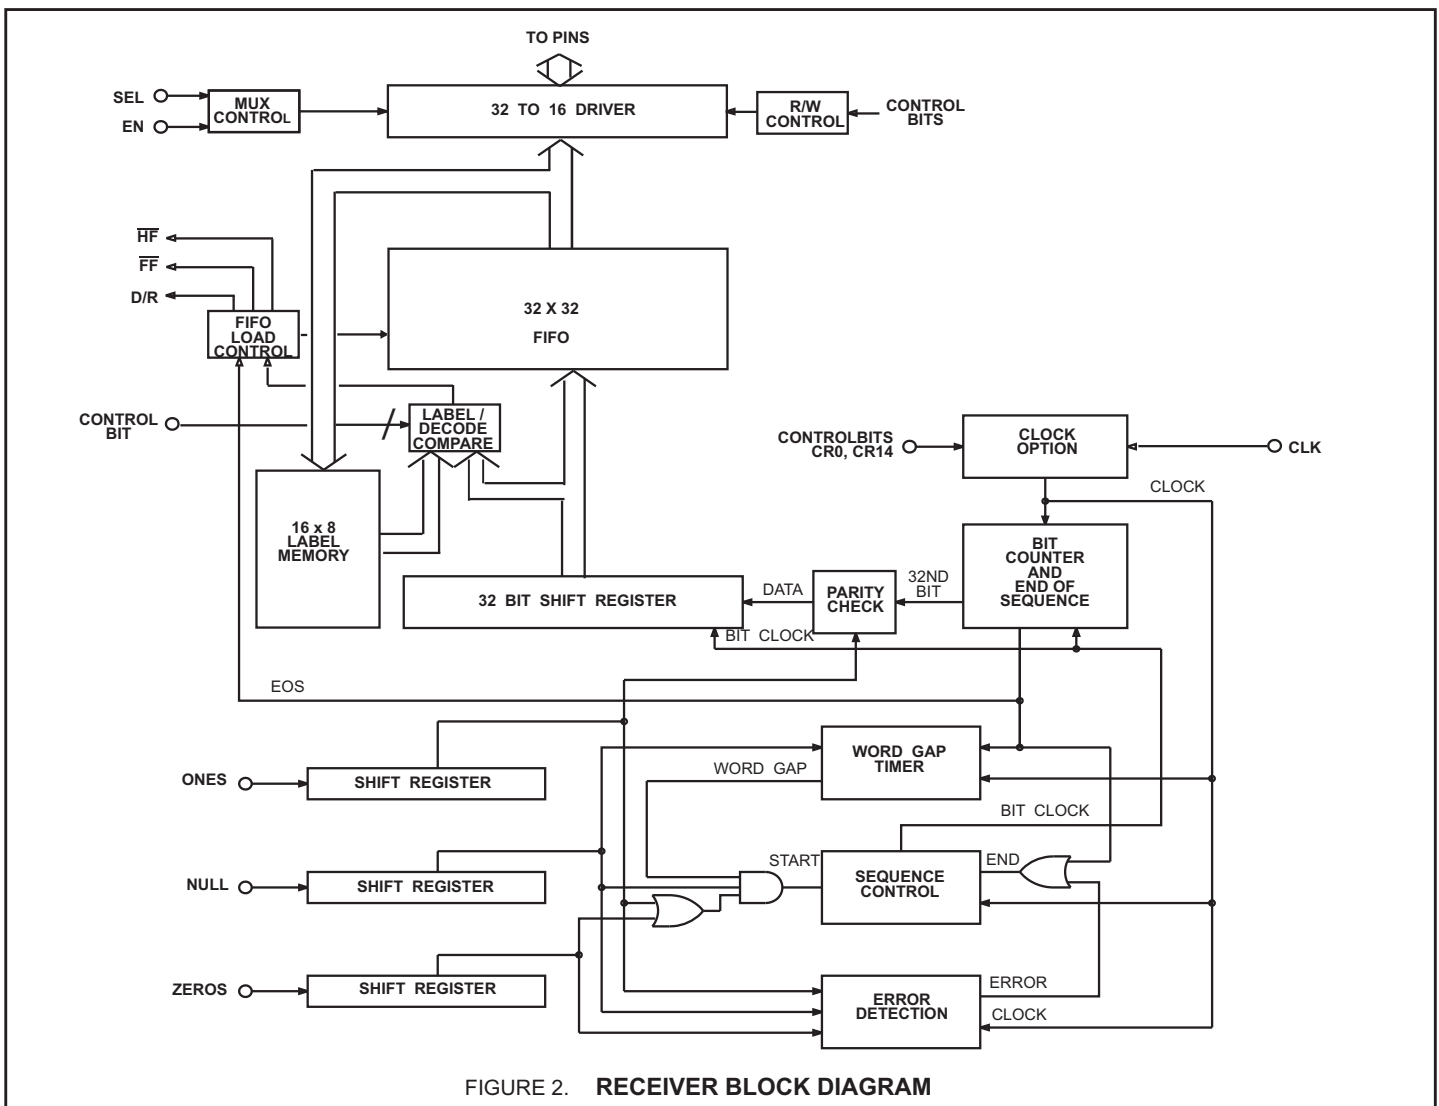 TO PINS
SEL
EN
MUX
CONTROL
32 TO 16 DRIVER
R/W
CONTROL
CONTROL
BITS
HF
FF
D/R
FIFO
LOAD
CONTROL
32 X 32
FIFO
CONTROL
BIT
LABEL /
DECODE
COMPARE
CONTROLBITS
CR0, CR14
CLOCK
OPTION
CLK
CLOCK
16 x 8
LABEL
MEMORY
BIT
COUNTER
AND
END OF
SEQUENCE
32 BIT SHIFT REGISTER
DATA
PARITY
CHECK
32ND
BIT
BIT CLOCK
EOS
ONES
SHIFT REGISTER
WORD GAP
WORD GAP
TIMER
BIT CLOCK
NULL
SHIFT REGISTER
START
SEQUENCE
CONTROL
END
ZEROS
SHIFT REGISTER
ERROR
DETECTION
ERROR
CLOCK
FIGURE 2. RECEIVER BLOCK DIAGRAM